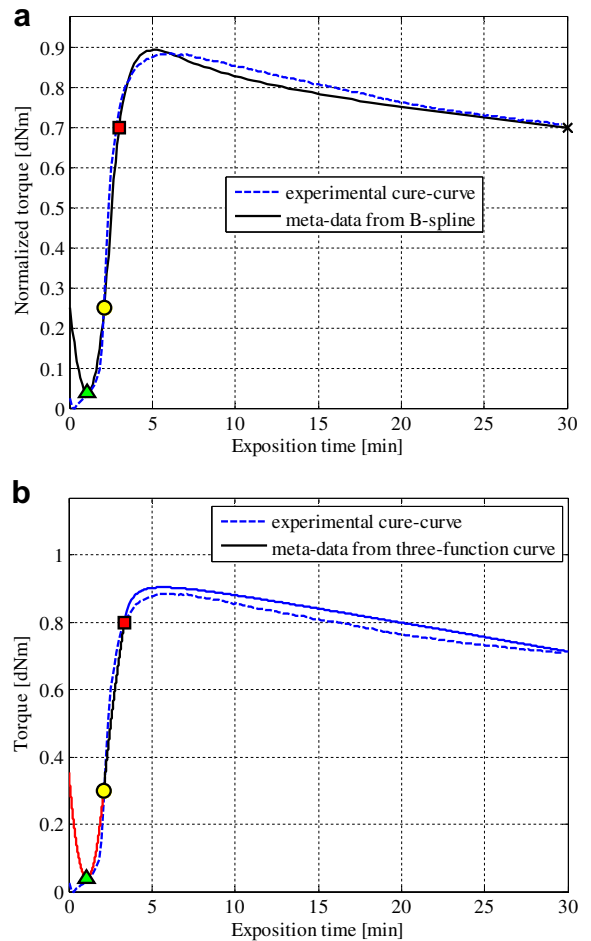 a
0.9
0.8
0.7
0.6
0.5
0.4
0.3
0.2
0.1
0
Normalized torque [dNm]
experimental cure-curve
meta-data from B-spline
0 5 10 15 20 25 30
Exposition time [min]
b
1
0.8
0.6
0.4
0.2
0
Torque [dNm]
experimental cure-curve
meta-data from three-function curve
0 5 10 15 20 25 30
Exposition time [min]